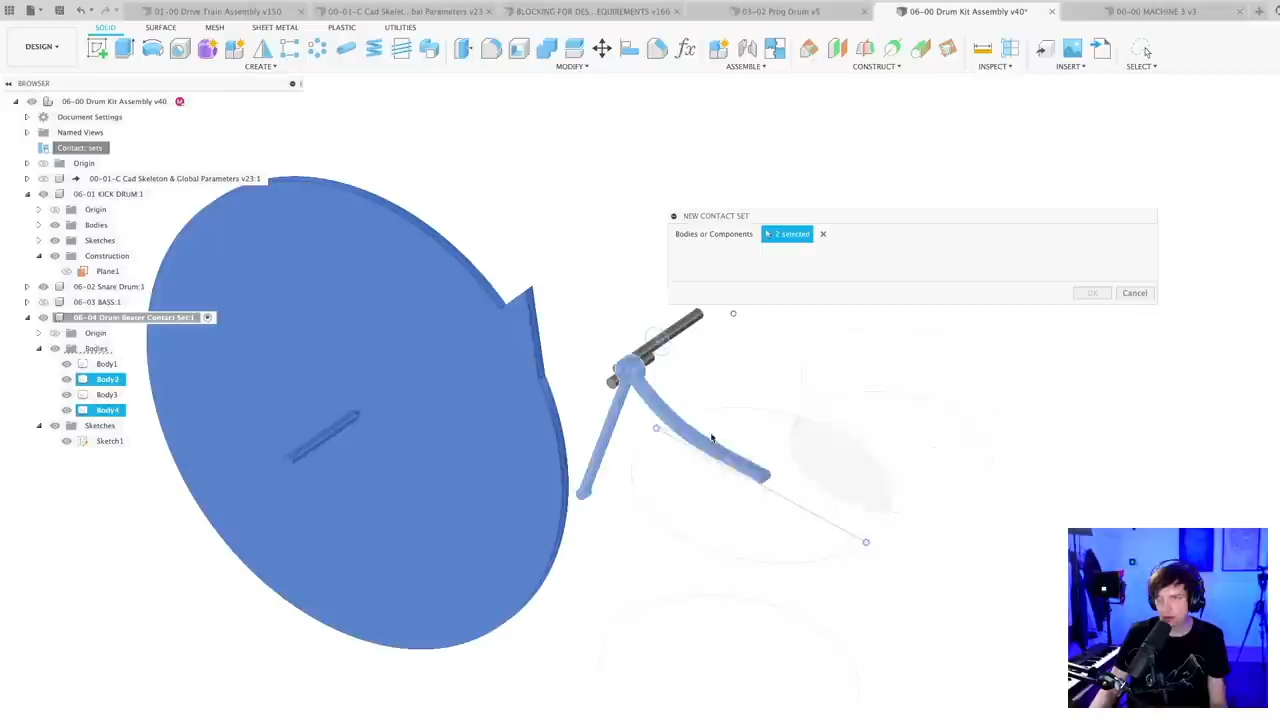 01-00 Drive Train Assembly v150
00-01-C Cad Skelet...bal Parameters v23
BLOCKING FOR DES...EQUIREMENTS v166
03-02 Prog Drum v5
06-00 Drum Kit Assembly v40*
00-00 MACHINE 3 v3
DESIGN
SOLID
SURFACE
MESH
SHEET METAL
PLASTIC
UTILITIES
CREATE
MODIFY
ASSEMBLE
CONSTRUCT
INSPECT
INSERT
SELECT
BROWSER
06-00 Drum Kit Assembly v40
Document Settings
Named Views
Contact sets
Origin
00-01-C Cad Skeleton & Global Parameters v23:1
06-01 KICK DRUM:1
Origin
Bodies
Sketches
Construction
Plane1
06-02 Snare Drum:1
06-03 BASS:1
06-04 Drum Beater Contact Set:1
Origin
Bodies
Body1
Body2
Body3
Body4
Sketches
Sketch1
NEW CONTACT SET
Bodies or Components
2 selected
OK
Cancel